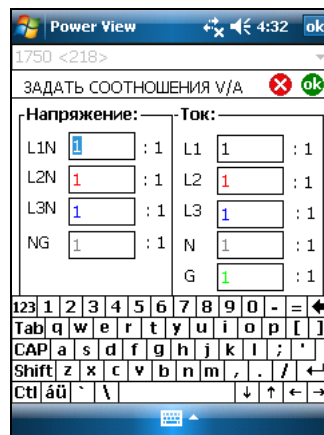 Power View 4:32 ok
1750 <218>
ЗАДАТЬ СООТНОШЕНИЯ V/A ok
Напряжение: Ток:
L1N 1 : 1 L1 1 : 1
L2N 1 : 1 L2 1 : 1
L3N 1 : 1 L3 1 : 1
NG 1 : 1 N 1 : 1
G 1 : 1
123 1 2 3 4 5 6 7 8 9 0 - =
Tab q w e r t y u i o p [ ]
CAP a s d f g h j k l ; '
Shift z x c v b n m , . /
Ctl áü ` \